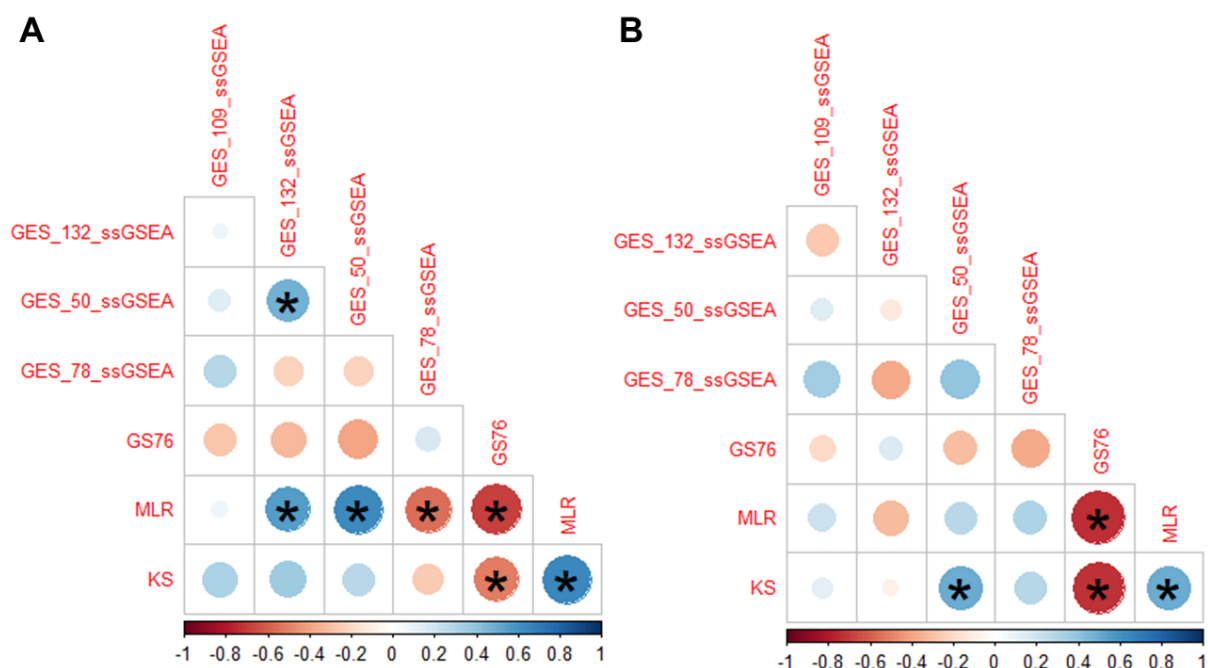 A
GES_109_ssGSEA
GES_132_ssGSEA
GES_50_ssGSEA
GES_78_ssGSEA
GS76
MLR
GES_132_ssGSEA
GES_50_ssGSEA
*
GES_78_ssGSEA
GS76
MLR
* * * *
KS
* *
-1 -0.8 -0.6 -0.4 -0.2 0 0.2 0.4 0.6 0.8 1
B
GES_109_ssGSEA
GES_132_ssGSEA
GES_50_ssGSEA
GES_78_ssGSEA
GS76
MLR
GES_132_ssGSEA
GES_50_ssGSEA
GES_78_ssGSEA
GS76
MLR
*
KS
* * *
-1 -0.8 -0.6 -0.4 -0.2 0 0.2 0.4 0.6 0.8 1